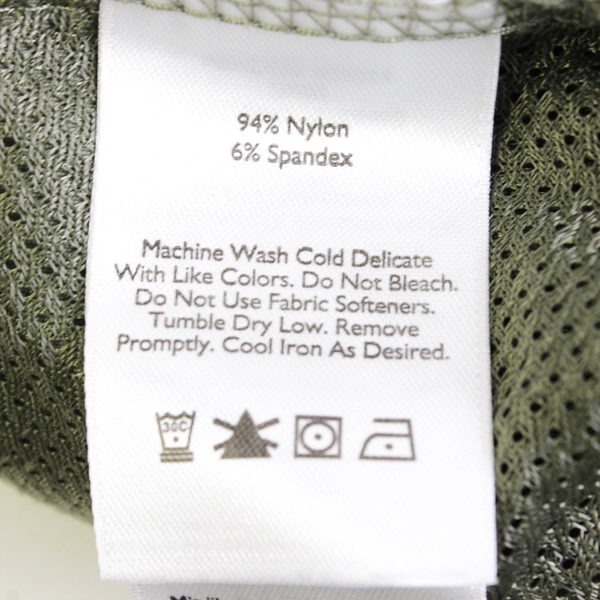 94% Nylon
6% Spandex
Machine Wash Cold Delicate
With Like Colors. Do Not Bleach.
Do Not Use Fabric Softeners.
Tumble Dry Low. Remove
Promptly. Cool Iron As Desired.
30C